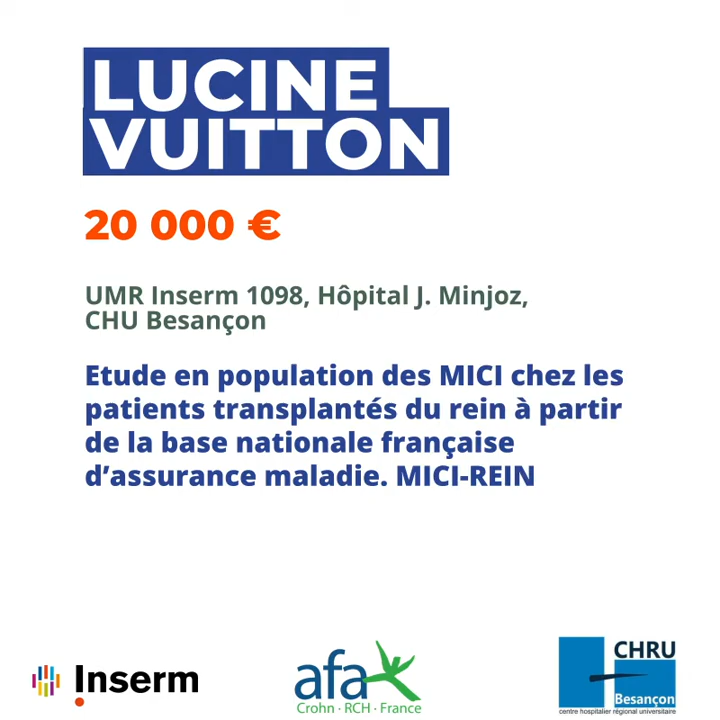 LUCINE
VUITTON
20 000 €
UMR Inserm 1098, Hôpital J. Minjoz,
CHU Besançon
Etude en population des MICI chez les
patients transplantés du rein à partir
de la base nationale française
d’assurance maladie. MICI-REIN
Inserm
afa
Crohn · RCH · France
CHRU
Besançon
centre hospitalier régional universitaire